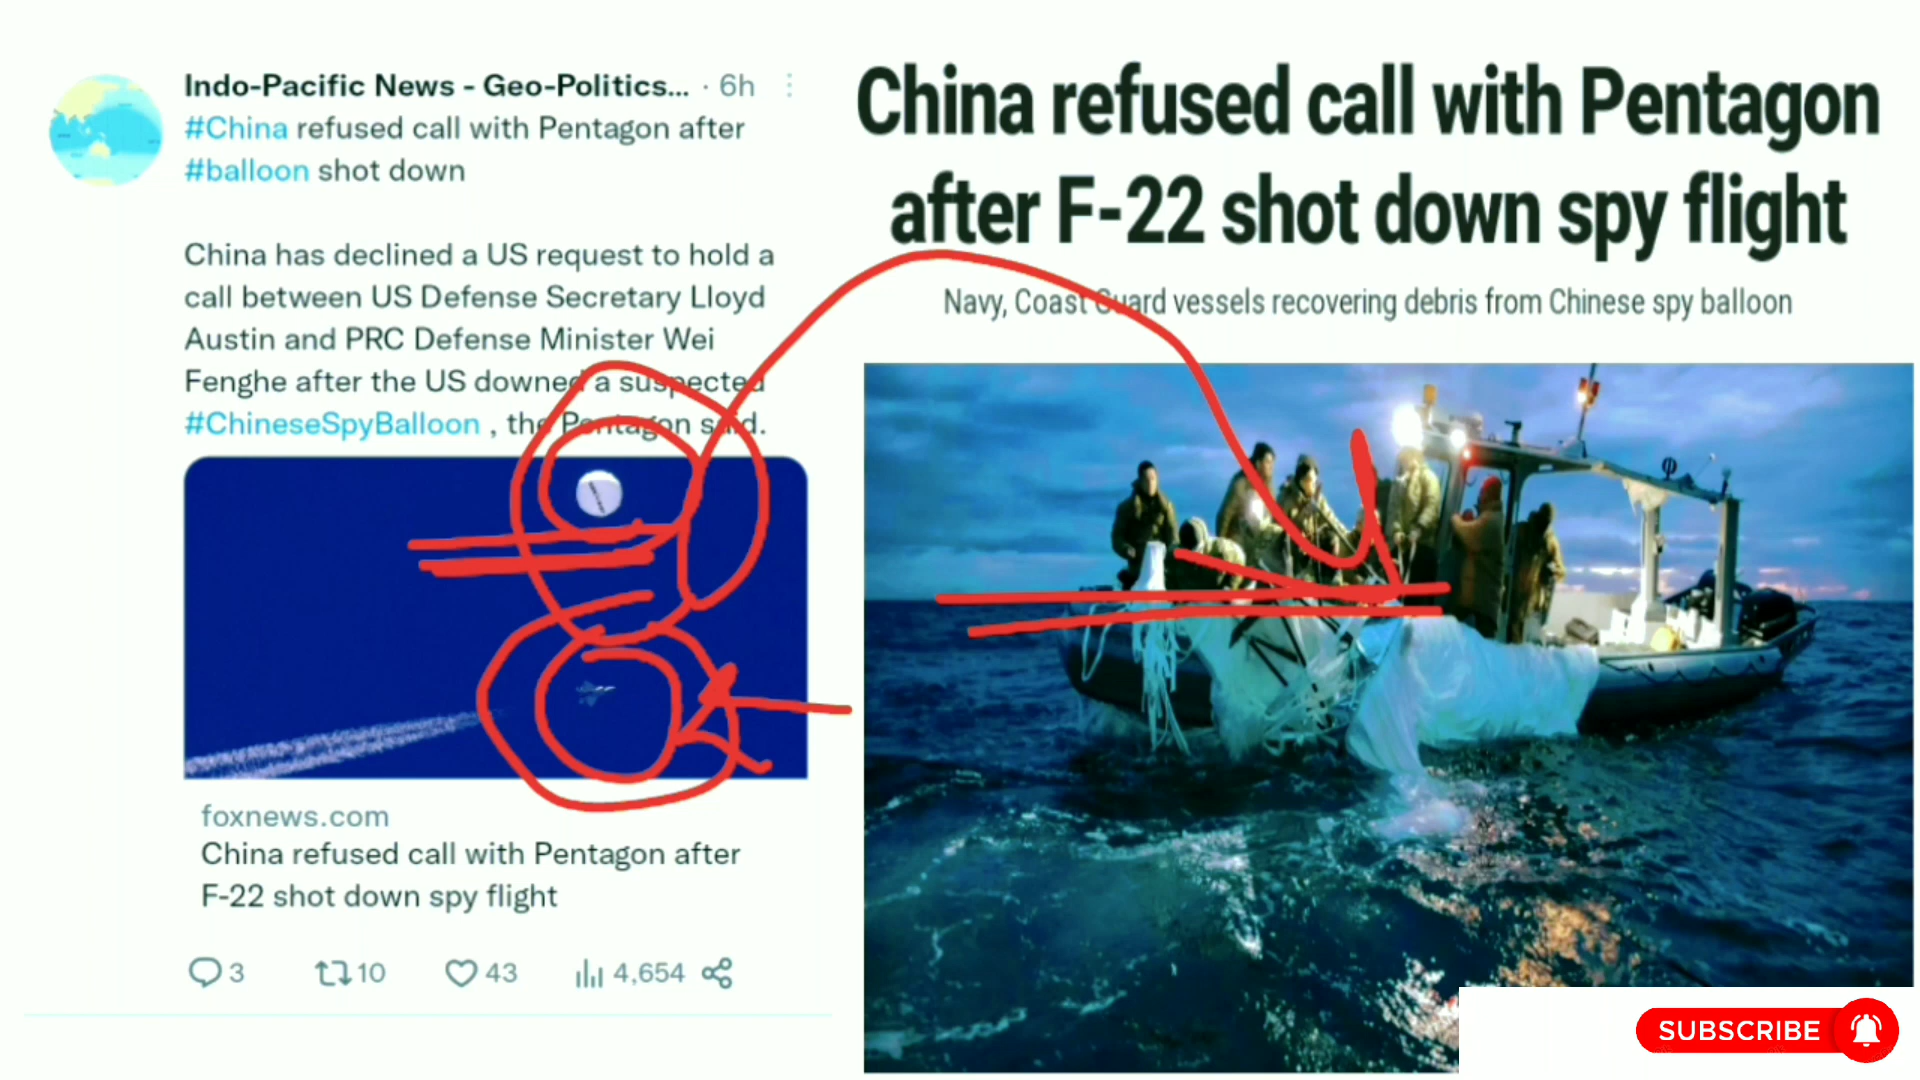 Indo-Pacific News - Geo-Politics... · 6h
#China refused call with Pentagon after
#balloon shot down
China has declined a US request to hold a
call between US Defense Secretary Lloyd
Austin and PRC Defense Minister Wei
Fenghe after the US downed a suspected
#ChineseSpyBalloon , the Pentagon said.
foxnews.com
China refused call with Pentagon after
F-22 shot down spy flight
3 10 43 4,654
China refused call with Pentagon
after F-22 shot down spy flight
Navy, Coast Guard vessels recovering debris from Chinese spy balloon
SUBSCRIBE